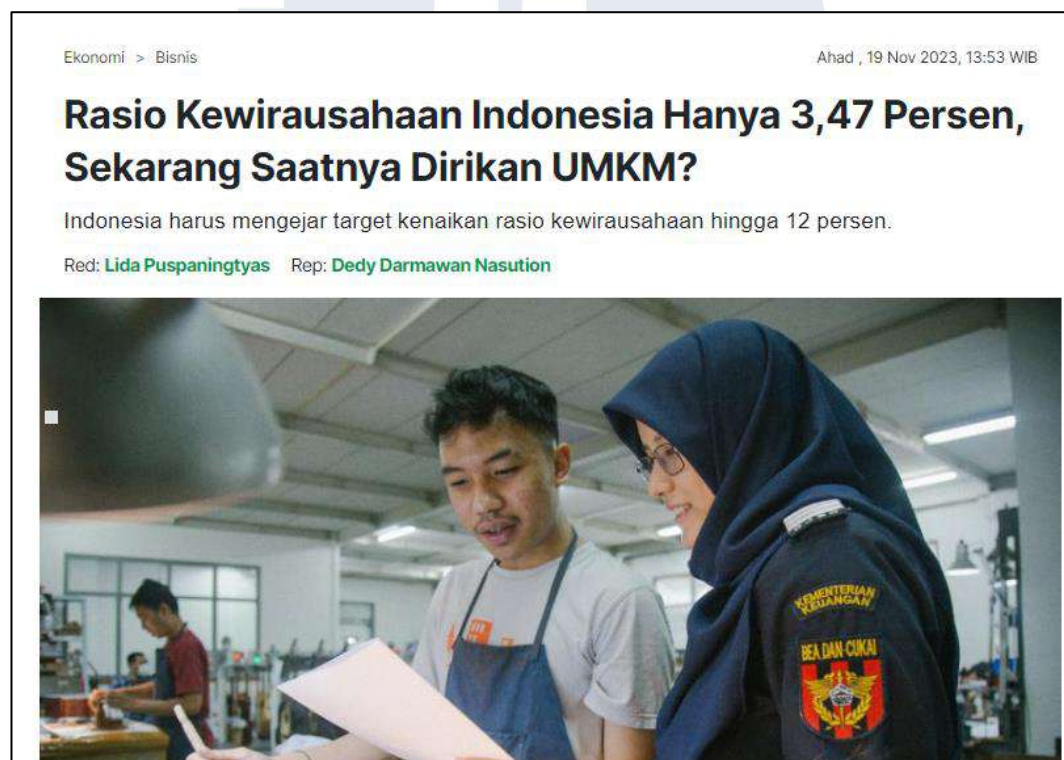 Ekonomi > Bisnis
Ahad , 19 Nov 2023, 13:53 WIB
Rasio Kewirausahaan Indonesia Hanya 3,47 Persen,
Sekarang Saatnya Dirikan UMKM?
Indonesia harus mengejar target kenaikan rasio kewirausahaan hingga 12 persen.
Red: Lida Puspaningtyas Rep: Dedy Darmawan Nasution
KEMENTERIAN
KEUANGAN
BEA DAN CUKAI